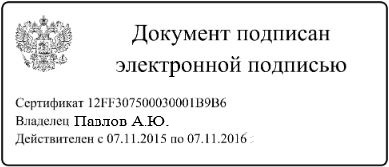 Документ подписан
электронной подписью
Сертификат 12FF307500030001B9B6
Владелец Павлов А.Ю.
Действителен с 07.11.2015 по 07.11.2016